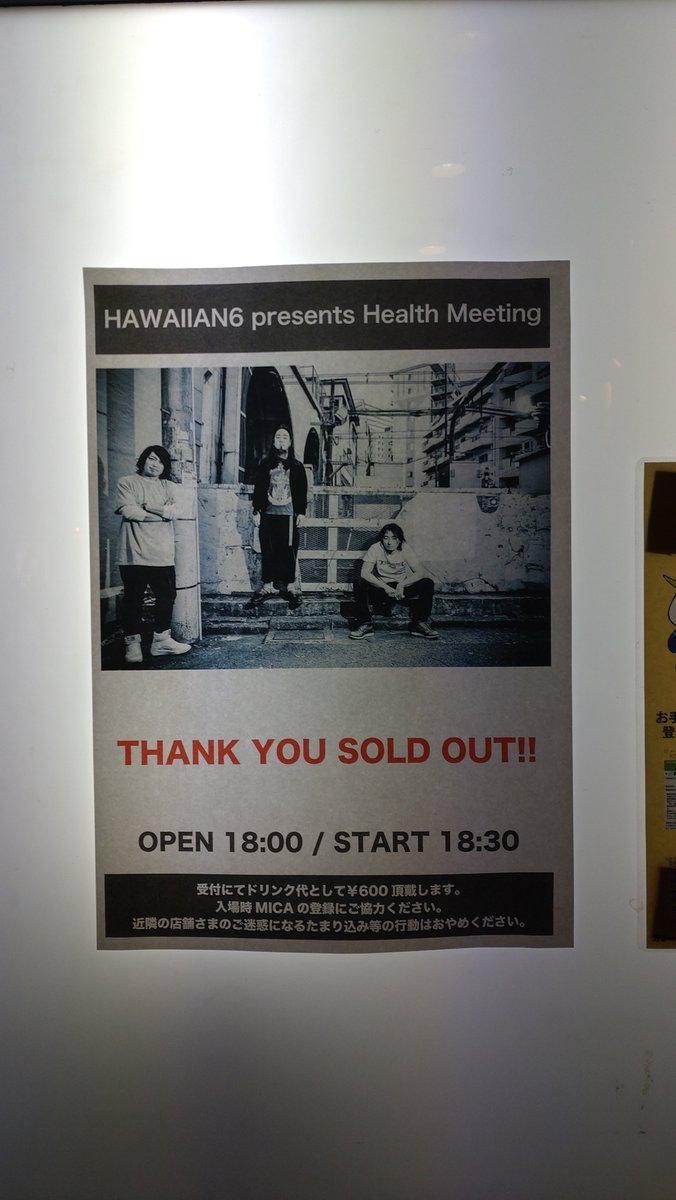 HAWAIIAN6 presents Health Meeting
THANK YOU SOLD OUT!!
OPEN 18:00 / START 18:30
受付にてドリンク代として¥600 頂戴します。
入場時 MICA の登録にご協力ください。
近隣の店舗さまのご迷惑になるたまり込み等の行動はおやめください。
お手
登